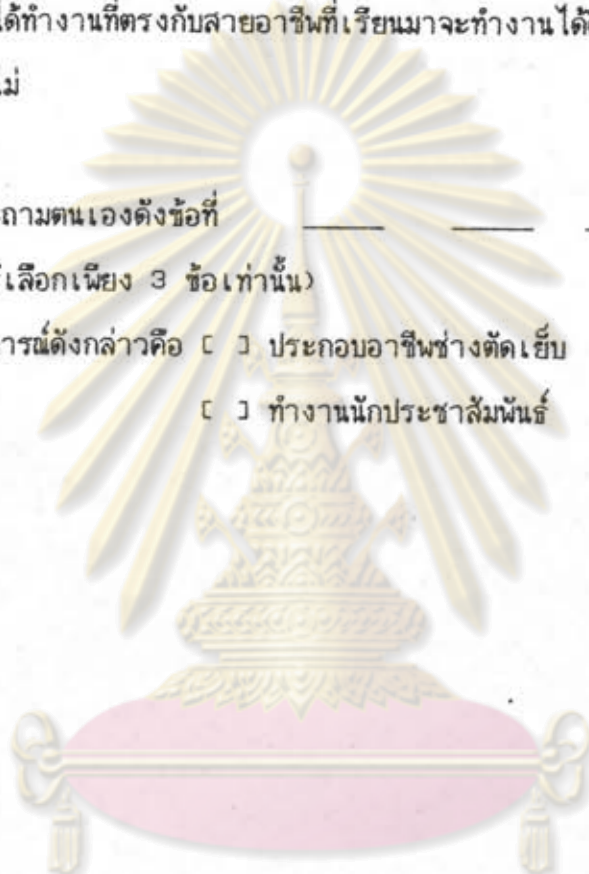 ได้ทำงานที่ตรงกับสายอาชีพที่เรียนมาจะทำงานได้
ไม่
ถามตนเองดังข้อที่ _____ _____
เลือกเพียง 3 ข้อเท่านั้น)
ารณ์ดังกล่าวคือ [ ] ประกอบอาชีพช่างตัดเย็บ
[ ] ทำงานนักประชาสัมพันธ์